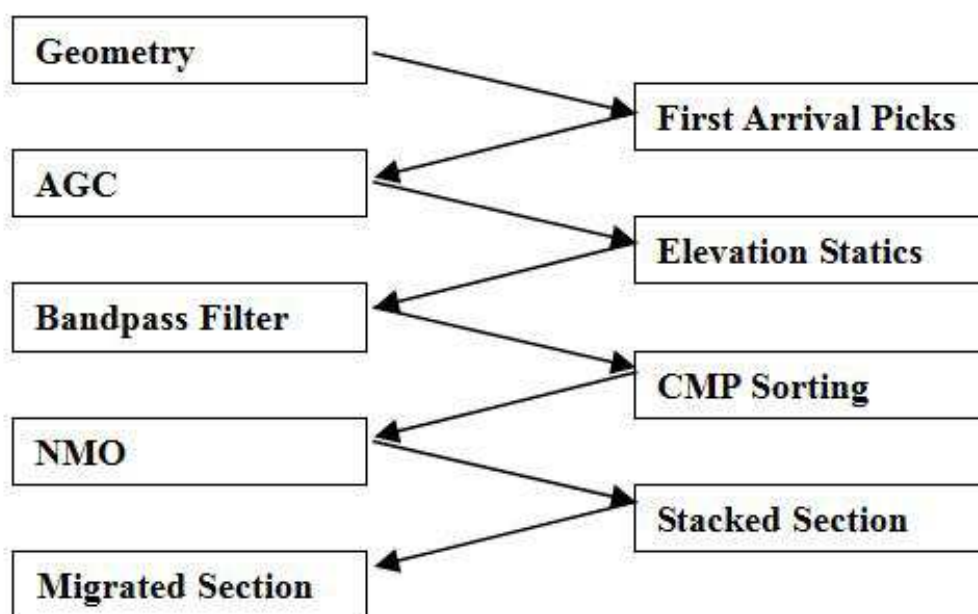 Geometry
First Arrival Picks
AGC
Elevation Statics
Bandpass Filter
CMP Sorting
NMO
Stacked Section
Migrated Section